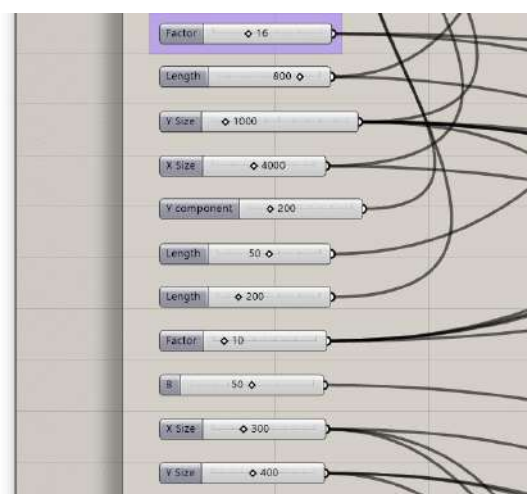 Factor 16
Length 800
Y Size 1000
X Size 4000
Y component 200
Length 50
Length 200
Factor 10
B 50
X Size 300
Y Size 400